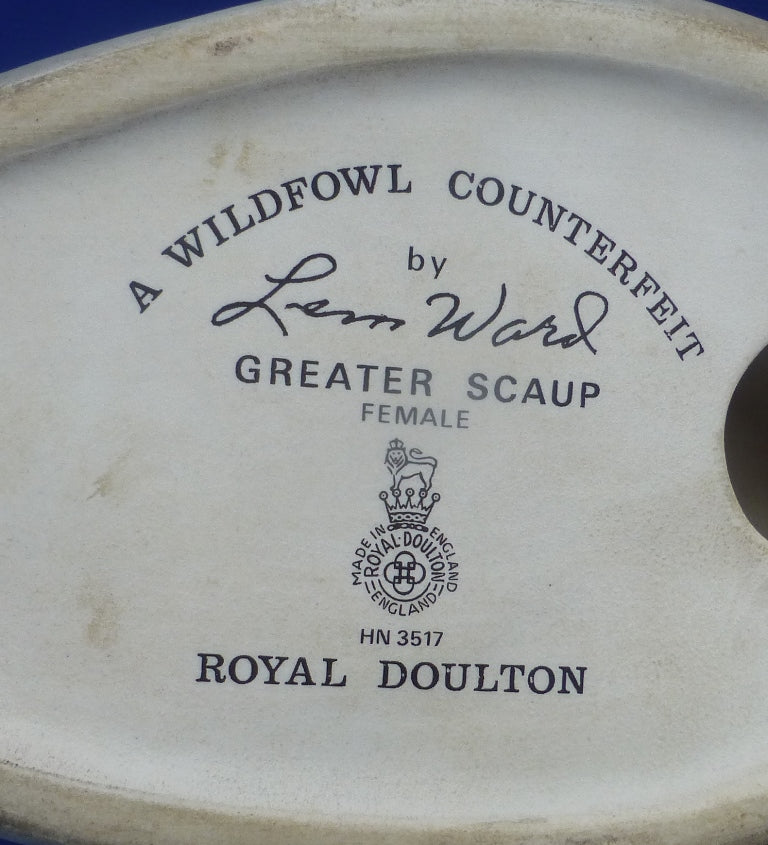 A WILDFOWL COUNTERFEIT
by
Lem Ward
GREATER SCAUP
FEMALE
MADE IN ENGLAND
ROYAL·DOULTON
ENGLAND
HN 3517
ROYAL DOULTON